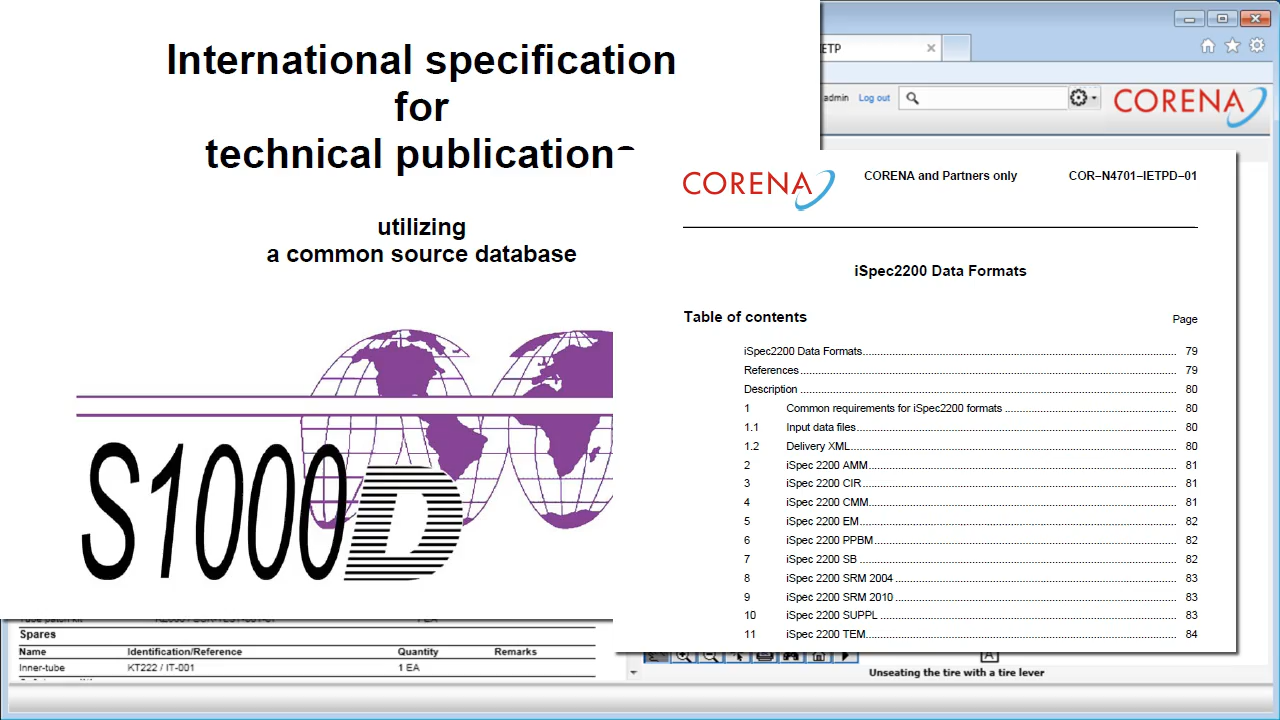 International specification
for
technical publications
utilizing
a common source database
S1000D
ETP
admin Log out
CORENA
CORENA
CORENA and Partners only COR–N4701–IETPD–01
iSpec2200 Data Formats
Table of contents
Page
iSpec2200 Data Formats 79
References 79
Description 80
1 Common requirements for iSpec2200 formats 80
1.1 Input data files 80
1.2 Delivery XML 80
2 iSpec 2200 AMM 81
3 iSpec 2200 CIR 81
4 iSpec 2200 CMM 81
5 iSpec 2200 EM 82
6 iSpec 2200 PPBM 82
7 iSpec 2200 SB 82
8 iSpec 2200 SRM 2004 83
9 iSpec 2200 SRM 2010 83
10 iSpec 2200 SUPPL 83
11 iSpec 2200 TEM 84
Spares
Name Identification/Reference Quantity Remarks
Inner-tube KT222 / IT-001 1 EA
A
Unseating the tire with a tire lever